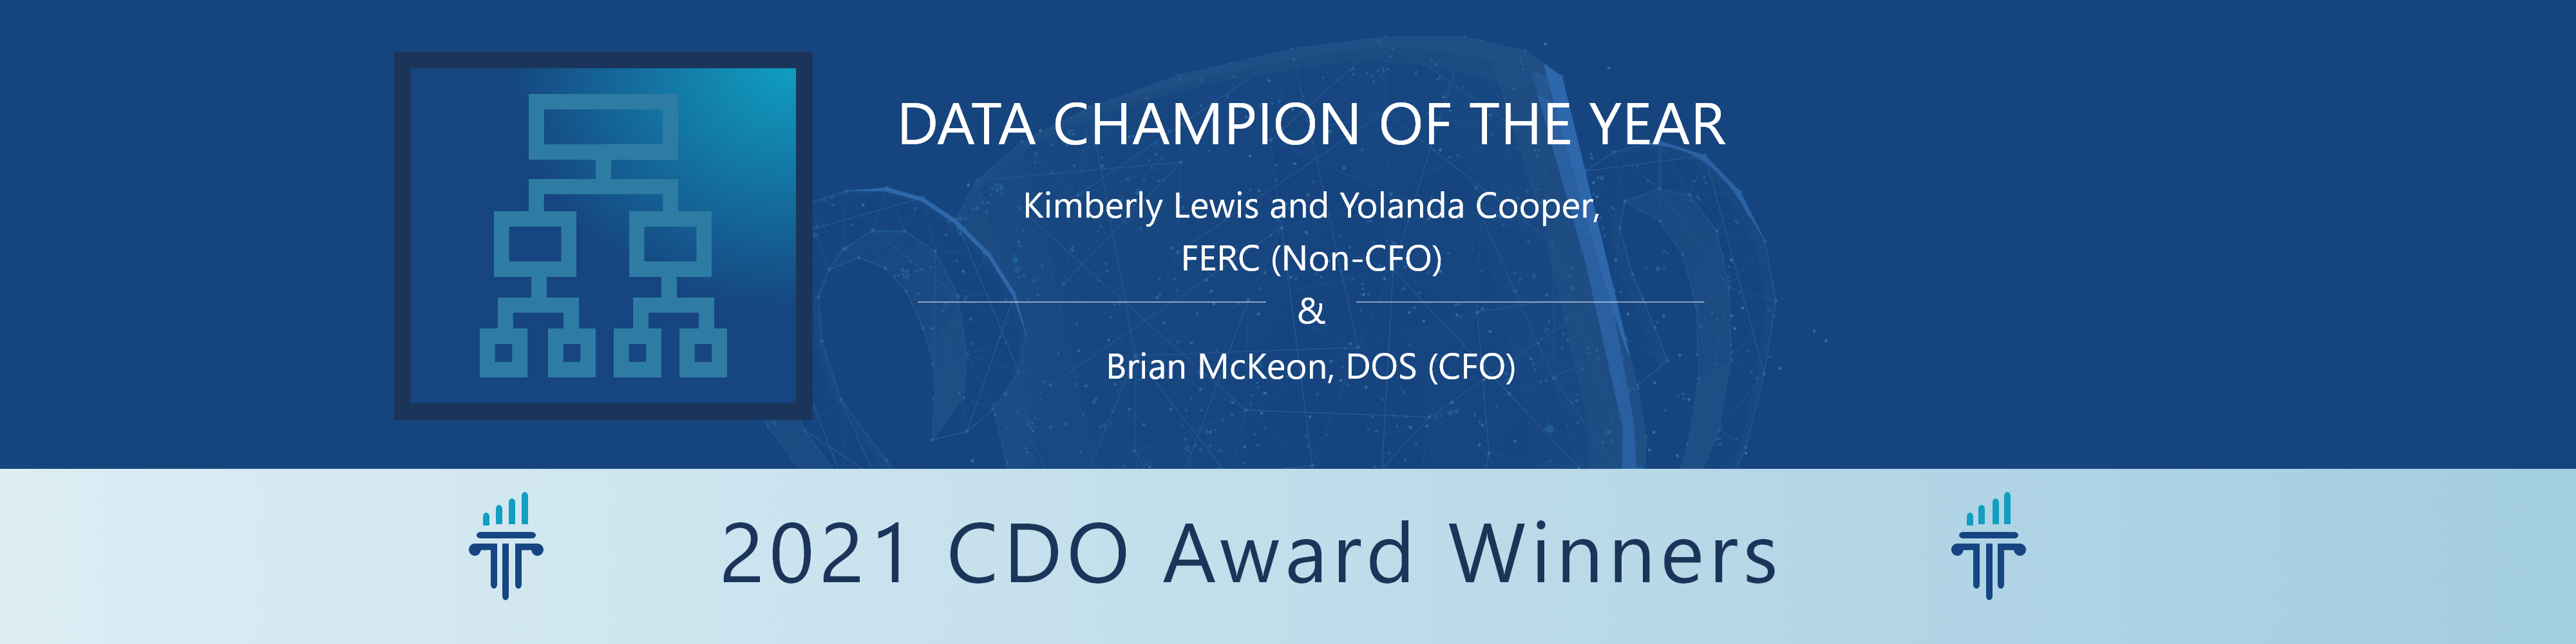 DATA CHAMPION OF THE YEAR
Kimberly Lewis and Yolanda Cooper,
FERC (Non-CFO)
&
Brian McKeon, DOS (CFO)
2021 CDO Award Winners